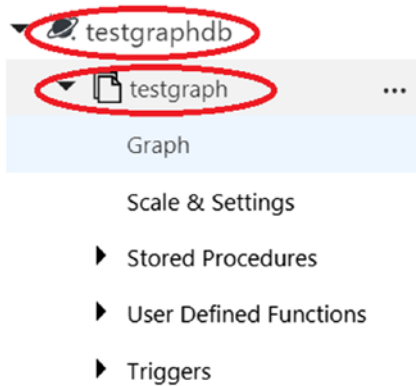 testgraphdb
testgraph ...
Graph
Scale & Settings
Stored Procedures
User Defined Functions
Triggers